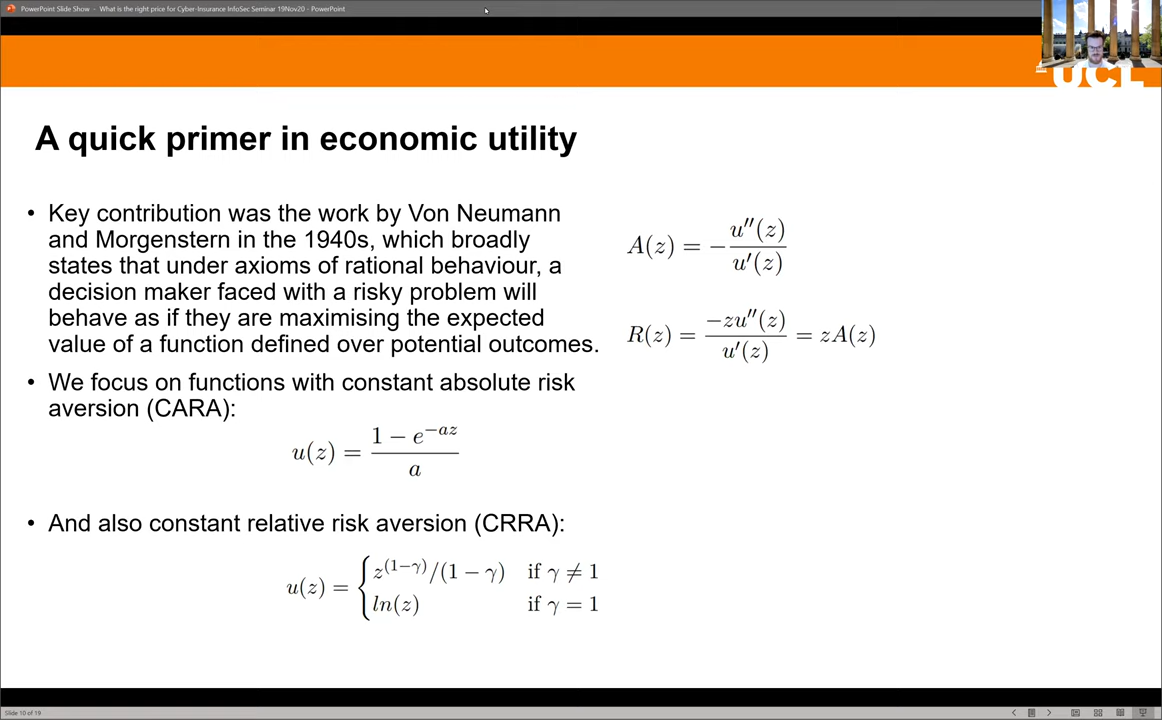 PowerPoint Slide Show - What is the right price for Cyber-Insurance InfoSec Seminar 19Nov20 - PowerPoint
UCL
A quick primer in economic utility
• Key contribution was the work by Von Neumann
and Morgenstern in the 1940s, which broadly
states that under axioms of rational behaviour, a
decision maker faced with a risky problem will
behave as if they are maximising the expected
value of a function defined over potential outcomes.
• We focus on functions with constant absolute risk
aversion (CARA):
u(z) = (1 − e^{−az})/a
• And also constant relative risk aversion (CRRA):
u(z) = { z^{(1−γ)}/(1 − γ) if γ ≠ 1
ln(z) if γ = 1
A(z) = − u′′(z)/u′(z)
R(z) = −zu′′(z)/u′(z) = zA(z)
Slide 10 of 19